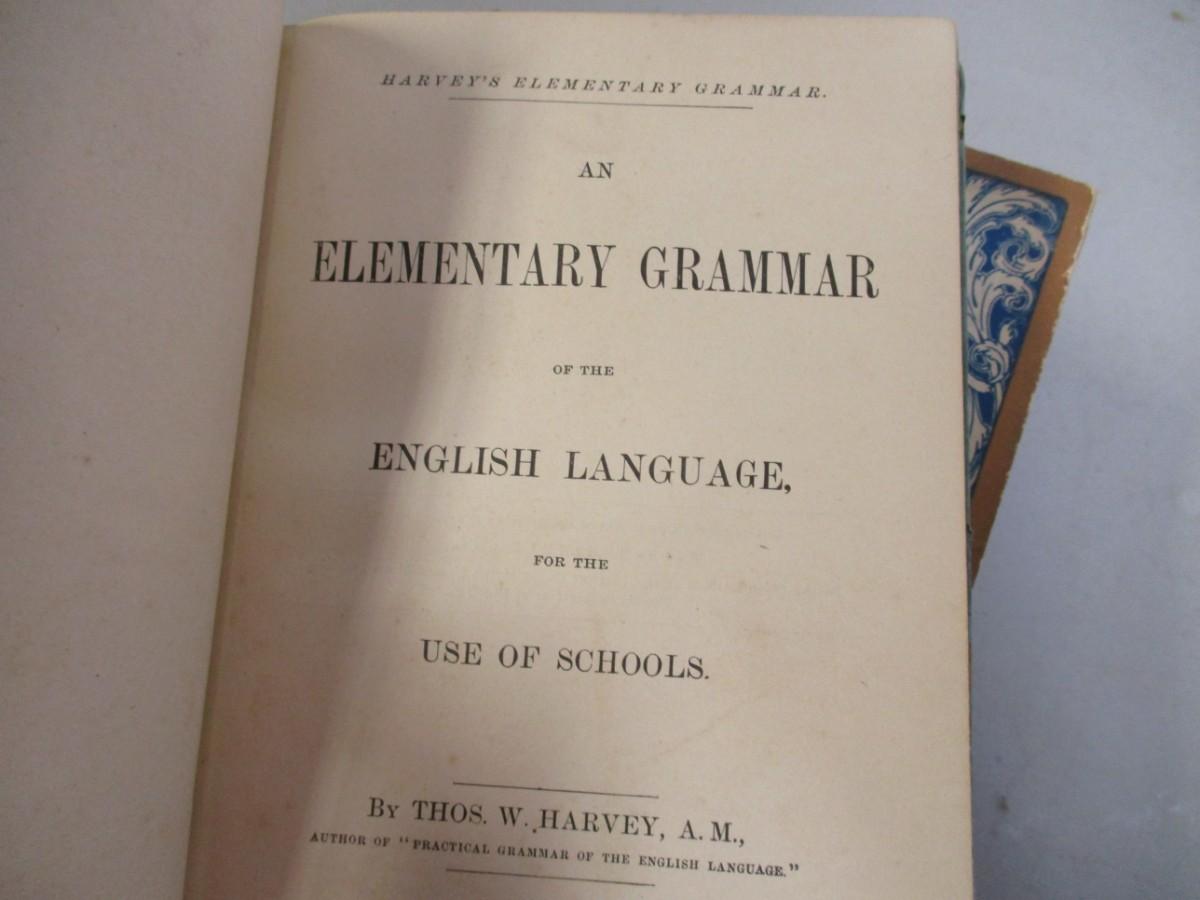 HARVEY'S ELEMENTARY GRAMMAR.
AN
ELEMENTARY GRAMMAR
OF THE
ENGLISH LANGUAGE,
FOR THE
USE OF SCHOOLS.
BY THOS. W. HARVEY, A. M.,
AUTHOR OF "PRACTICAL GRAMMAR OF THE ENGLISH LANGUAGE."